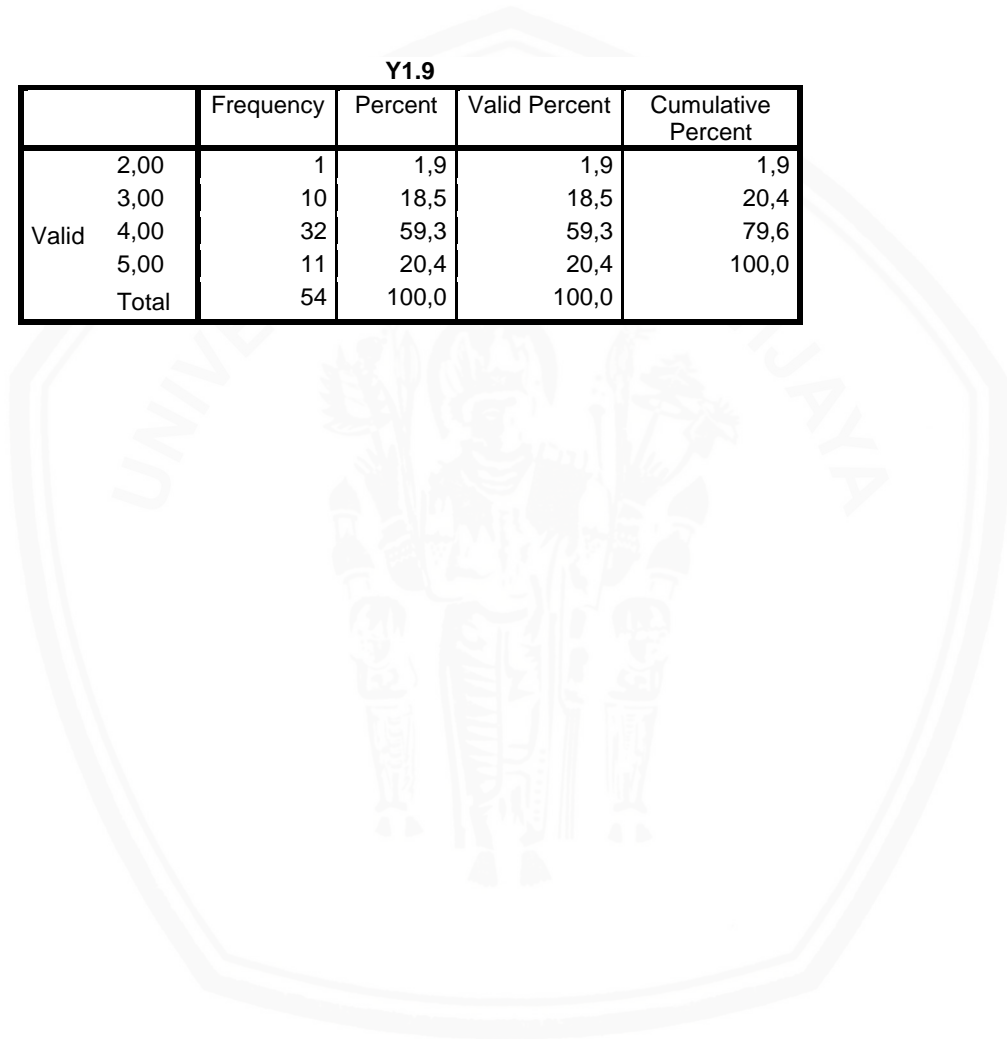 Y1.9
Frequency Percent Valid Percent Cumulative Percent
Valid 2,00 1 1,9 1,9 1,9
3,00 10 18,5 18,5 20,4
4,00 32 59,3 59,3 79,6
5,00 11 20,4 20,4 100,0
Total 54 100,0 100,0